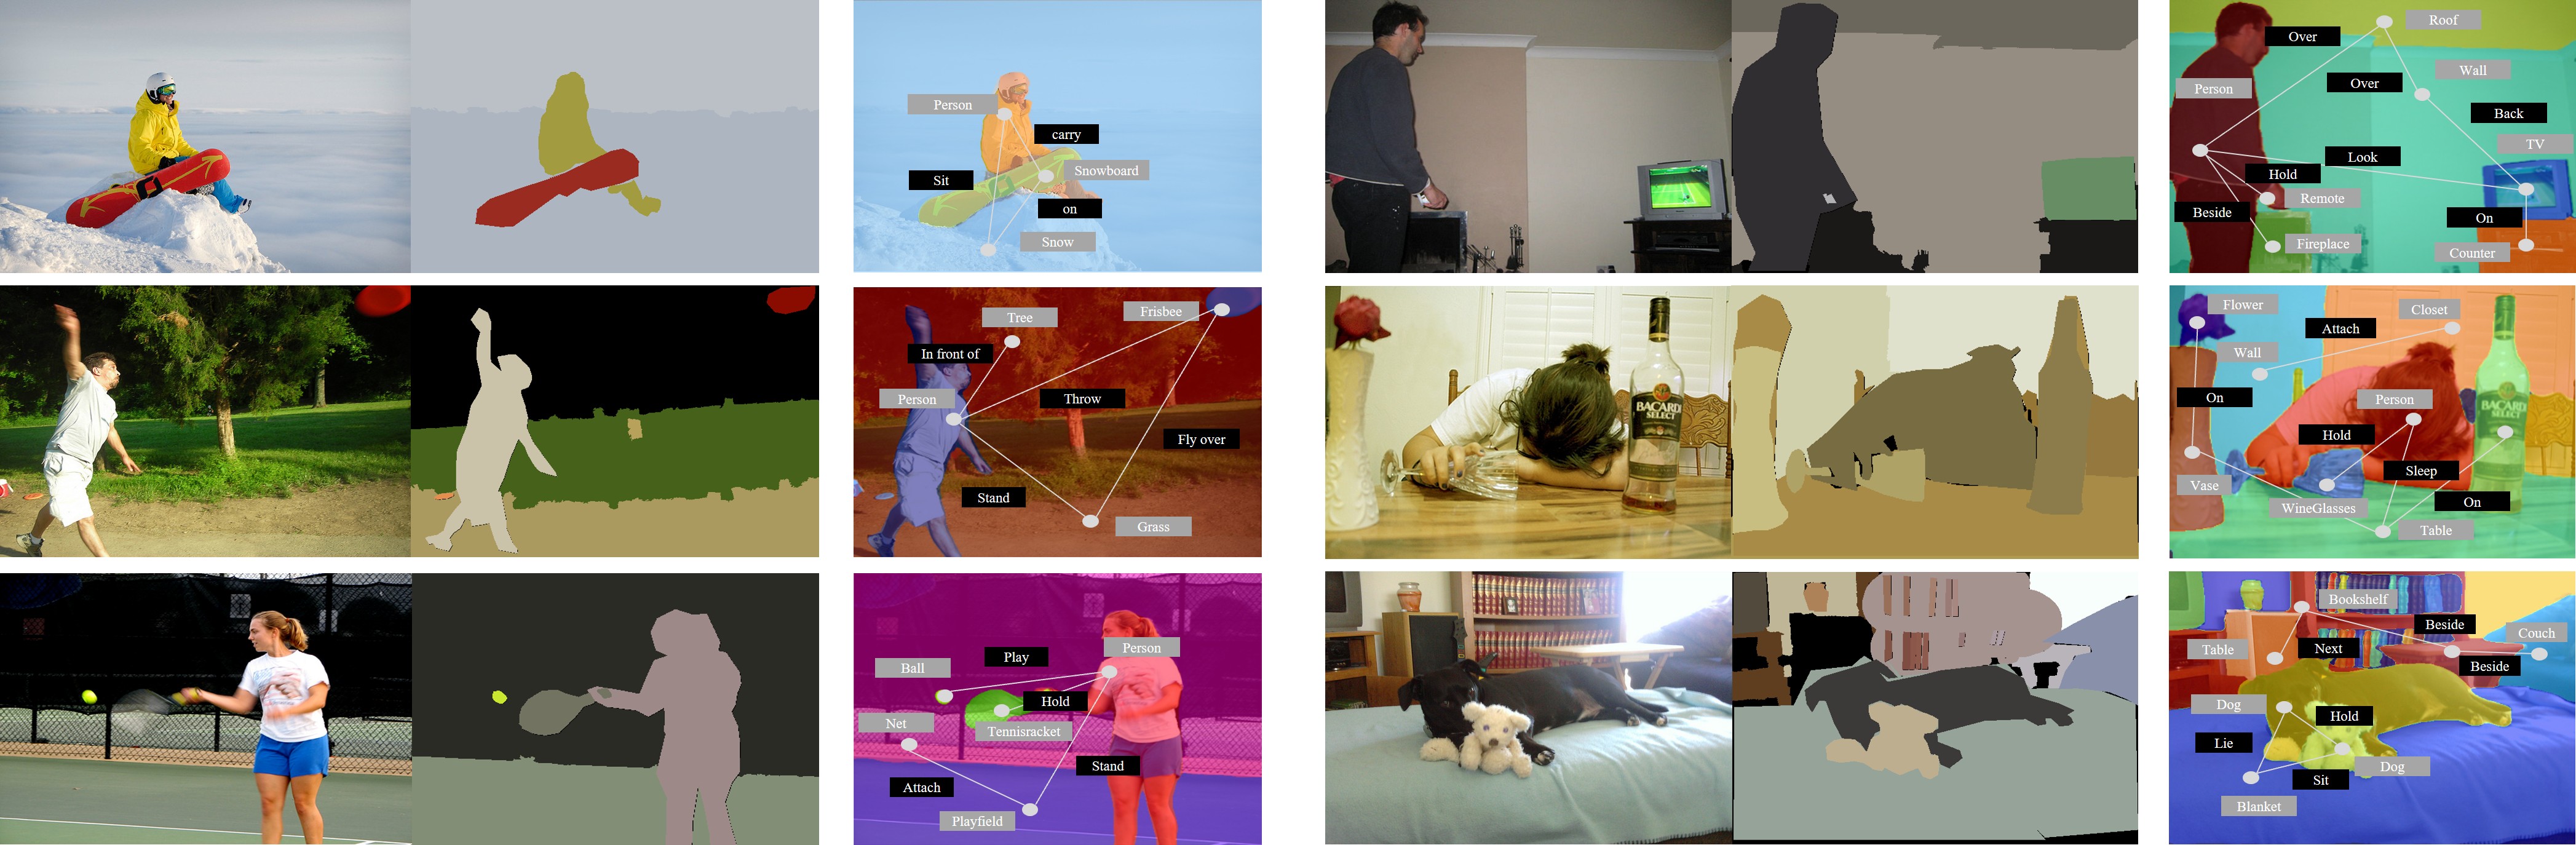 Person
carry
Snowboard
Sit
on
Snow
Roof
Over
Wall
Over
Person
Back
TV
Look
Hold
Remote
Beside
On
Fireplace
Counter
Tree
Frisbee
In front of
Person
Throw
Fly over
Stand
Grass
BACARDI
SELECT
Flower
Closet
Attach
Wall
On
Person
BACARDI
SELECT
Hold
Sleep
Vase
On
WineGlasses
Table
Person
Play
Ball
Hold
Net
Tennisracket
Stand
Attach
Playfield
Bookshelf
Beside
Couch
Table
Next
Beside
Dog
Hold
Lie
Dog
Sit
Blanket